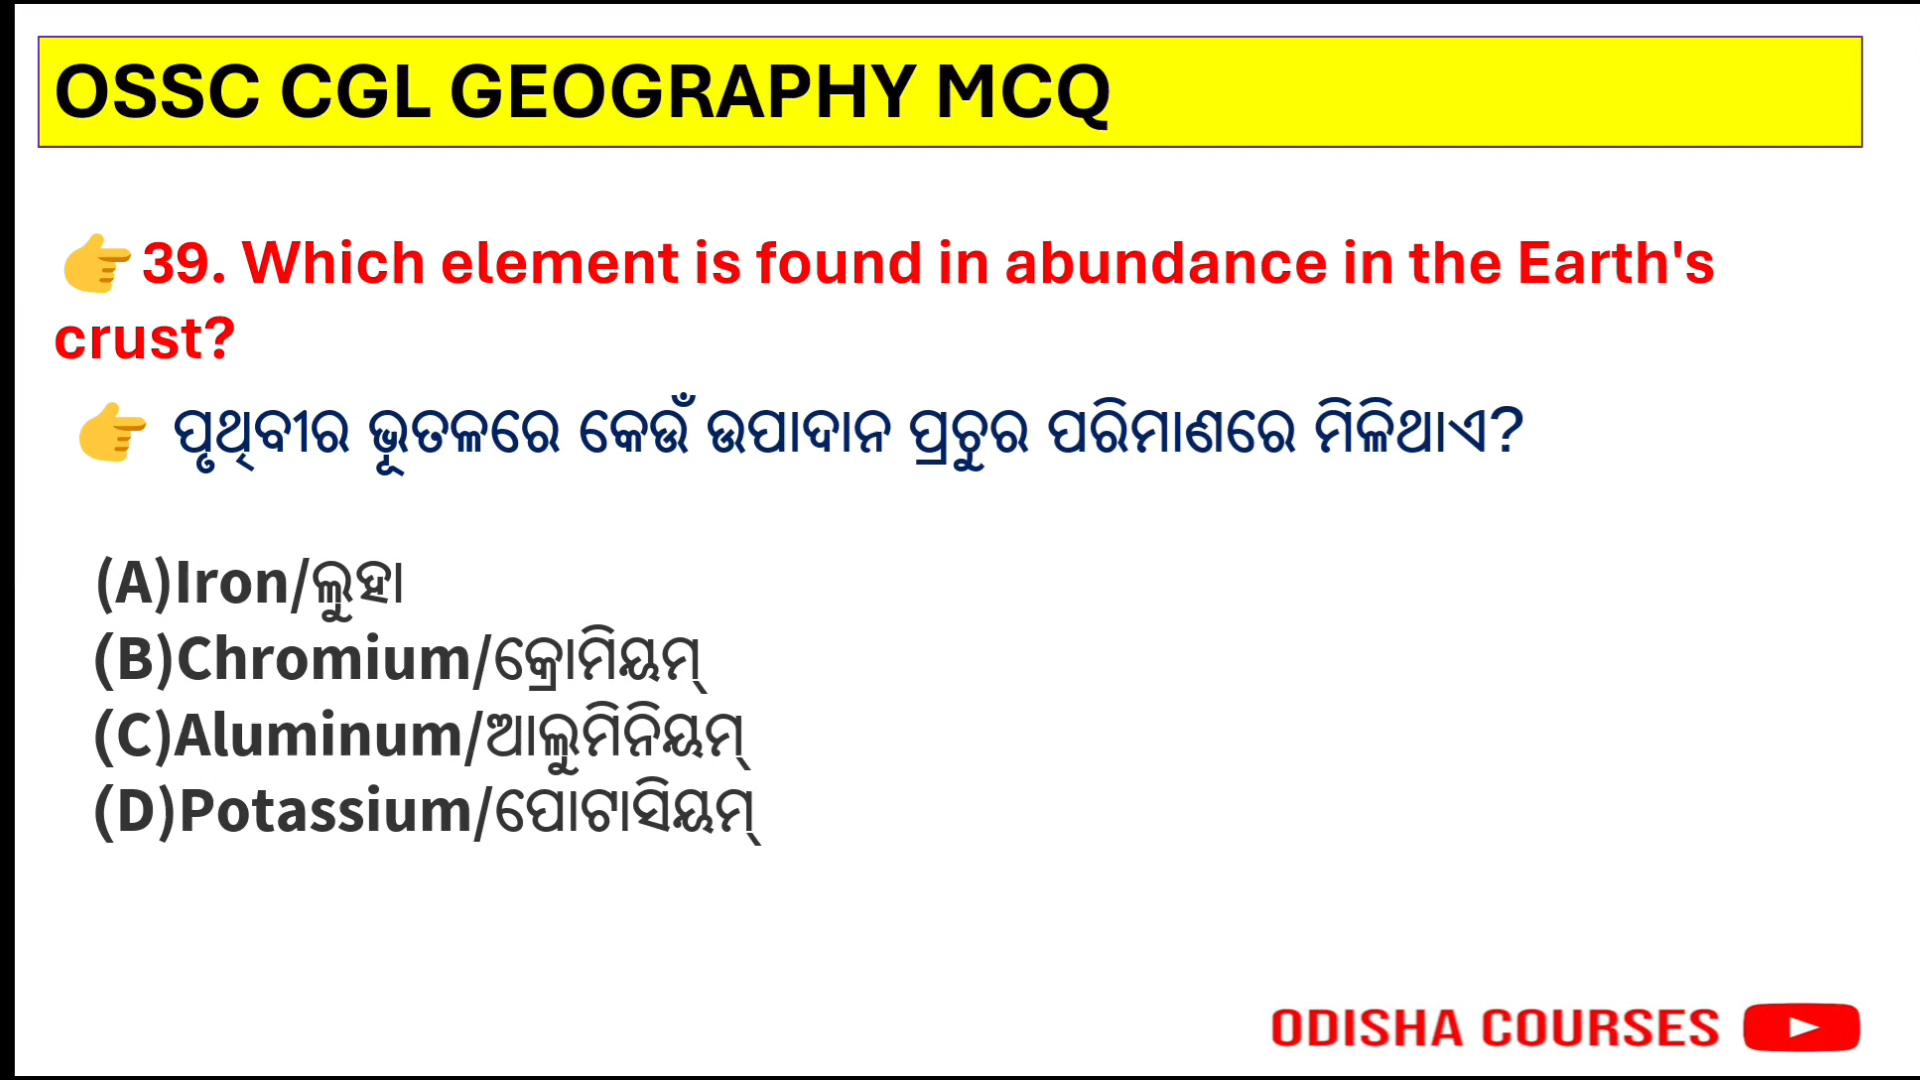 OSSC CGL GEOGRAPHY MCQ
👉39. Which element is found in abundance in the Earth's
crust?
👉 ପୃଥିବୀର ଭୂତଳରେ କେଉଁ ଉପାଦାନ ପ୍ରଚୁର ପରିମାଣରେ ମିଳିଥାଏ?
(A)Iron/ଲୁହା
(B)Chromium/କ୍ରୋମିୟମ୍
(C)Aluminum/ଆଲୁମିନିୟମ୍
(D)Potassium/ପୋଟାସିୟମ୍
ODISHA COURSES